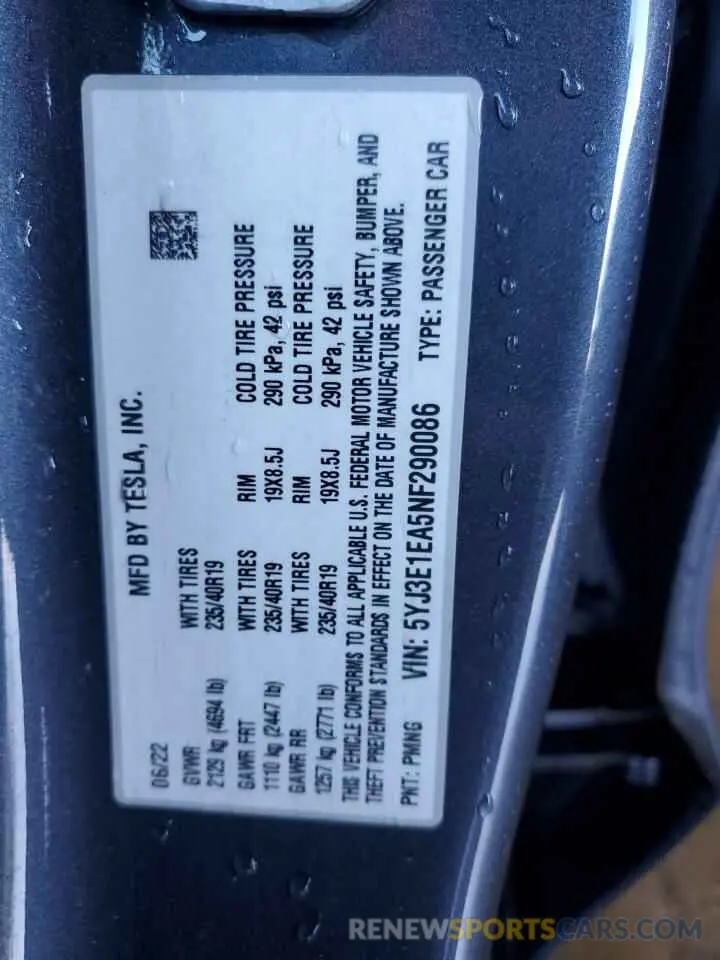 MFD BY TESLA, INC.
06/22
GVWR WITH TIRES
2129 kg (4694 lb) 235/40R19
GAWR FRT WITH TIRES RIM COLD TIRE PRESSURE
1110 kg (2447 lb) 235/40R19 19X8.5J 290 kPa, 42 psi
GAWR RR WITH TIRES RIM COLD TIRE PRESSURE
1257 kg (2771 lb) 235/40R19 19X8.5J 290 kPa, 42 psi
THIS VEHICLE CONFORMS TO ALL APPLICABLE U.S. FEDERAL MOTOR VEHICLE SAFETY, BUMPER, AND
THEFT PREVENTION STANDARDS IN EFFECT ON THE DATE OF MANUFACTURE SHOWN ABOVE.
PNT: PMNG VIN: 5YJ3E1EA5NF290086 TYPE: PASSENGER CAR
RENEWSPORTSCARS.COM